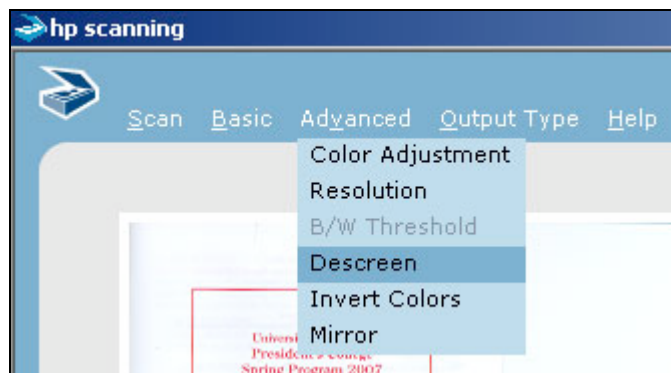 hp scanning
Scan Basic Advanced Output Type Help
Color Adjustment
Resolution
B/W Threshold
Descreen
Invert Colors
Mirror
Spring Program 2007